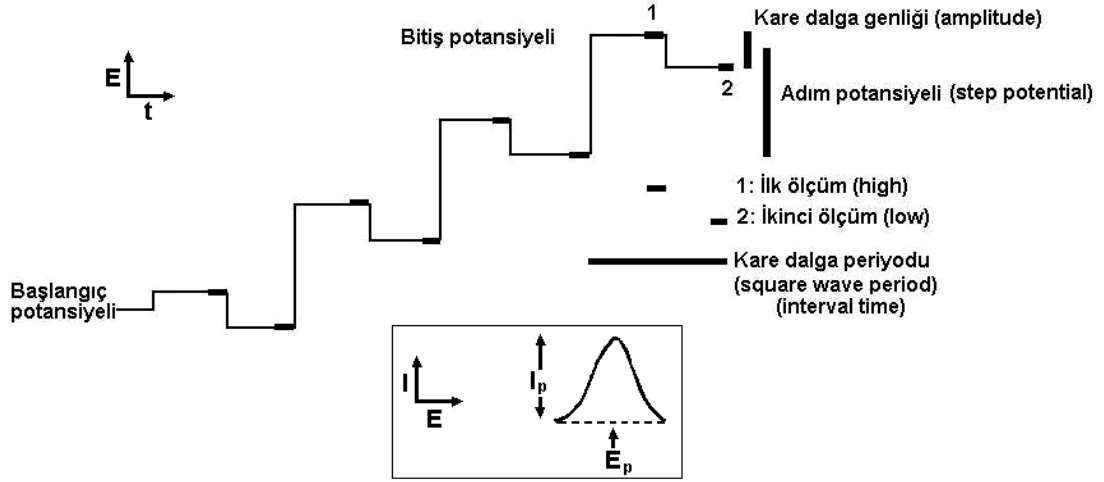 1
Kare dalga genliği (amplitude)
Bitiş potansiyeli
E
t
2
Adım potansiyeli (step potential)
1: İlk ölçüm (high)
2: İkinci ölçüm (low)
Kare dalga periyodu
(square wave period)
(interval time)
Başlangıç
potansiyeli
I
E
Ip
Ep